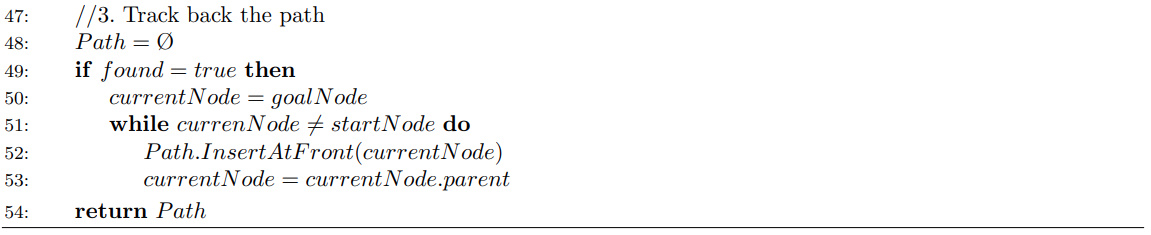 47: //3. Track back the path
48: Path = Ø
49: if found = true then
50: currentNode = goalNode
51: while currenNode ≠ startNode do
52: Path.InsertAtFront(currentNode)
53: currentNode = currentNode.parent
54: return Path